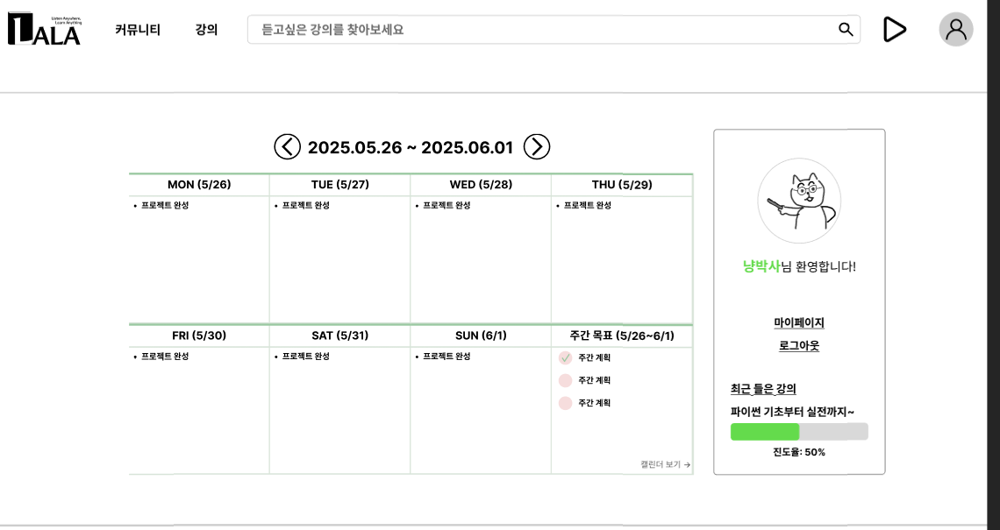 Listen Anywhere,
Learn Anything
LALA
커뮤니티
강의
듣고싶은 강의를 찾아보세요
2025.05.26 ~ 2025.06.01
MON (5/26)
TUE (5/27)
WED (5/28)
THU (5/29)
• 프로젝트 완성
• 프로젝트 완성
• 프로젝트 완성
• 프로젝트 완성
FRI (5/30)
SAT (5/31)
SUN (6/1)
주간 목표 (5/26~6/1)
• 프로젝트 완성
• 프로젝트 완성
• 프로젝트 완성
주간 계획
주간 계획
주간 계획
캘린더 보기 →
냥박사님 환영합니다!
마이페이지
로그아웃
최근 들은 강의
파이썬 기초부터 실전까지~
진도율: 50%